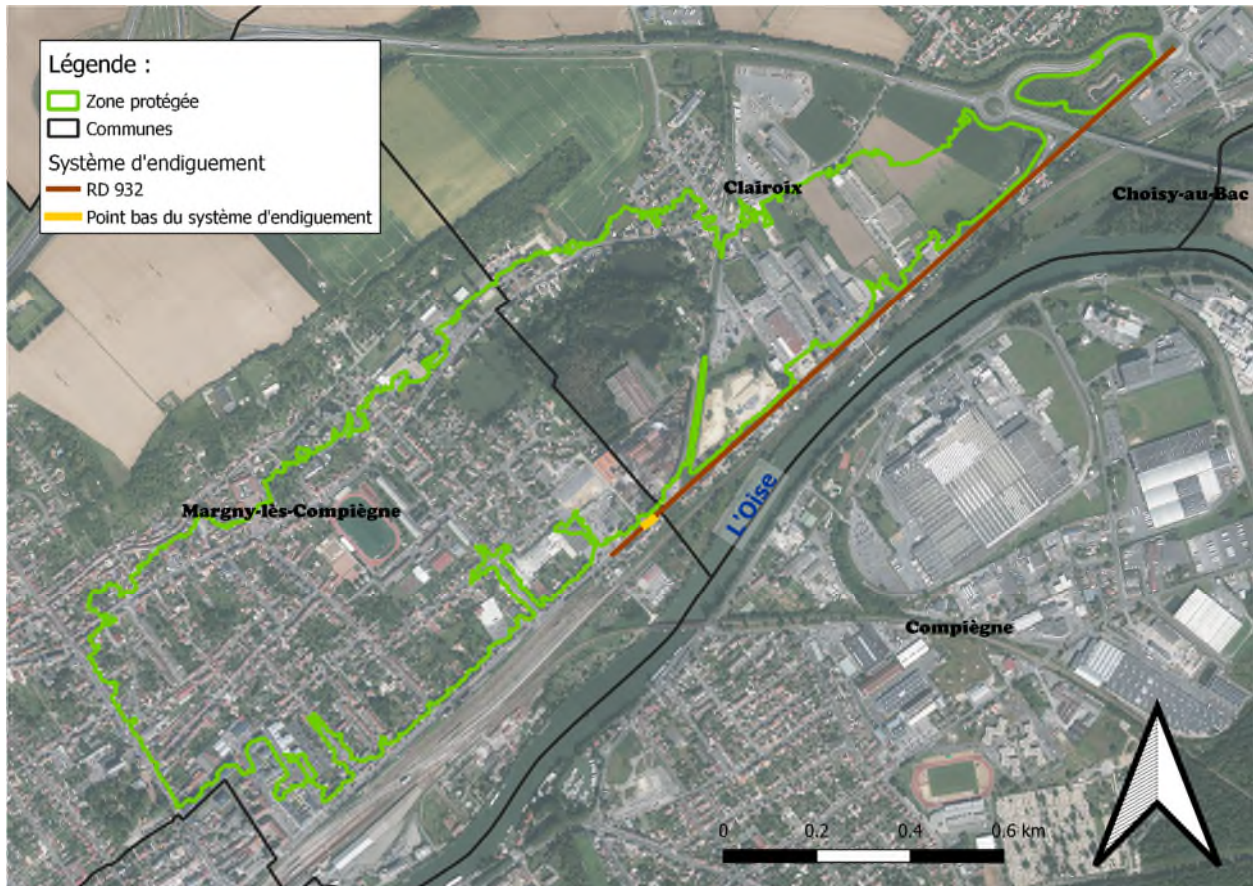 Légende :
Zone protégée
Communes
Système d'endiguement
RD 932
Point bas du système d'endiguement
Clairoix
Choisy-au-Bac
Margny-lès-Compiègne
L'Oise
Compiègne
0 0.2 0.4 0.6 km